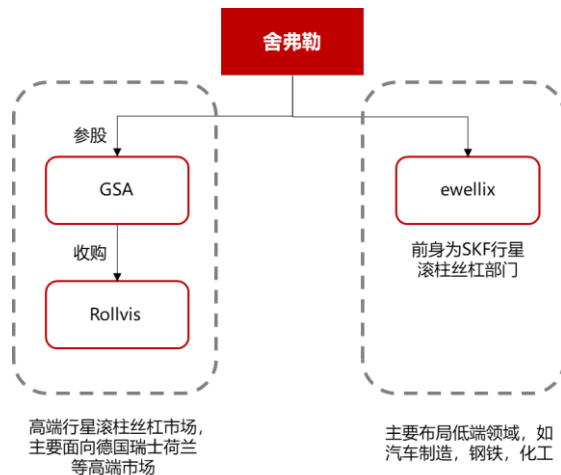 舍弗勒
参股
GSA
收购
Rollvis
高端行星滚柱丝杠市场，
主要面向德国瑞士荷兰
等高端市场
ewellix
前身为SKF行星
滚柱丝杠部门
主要布局低端领域，如
汽车制造，钢铁，化工